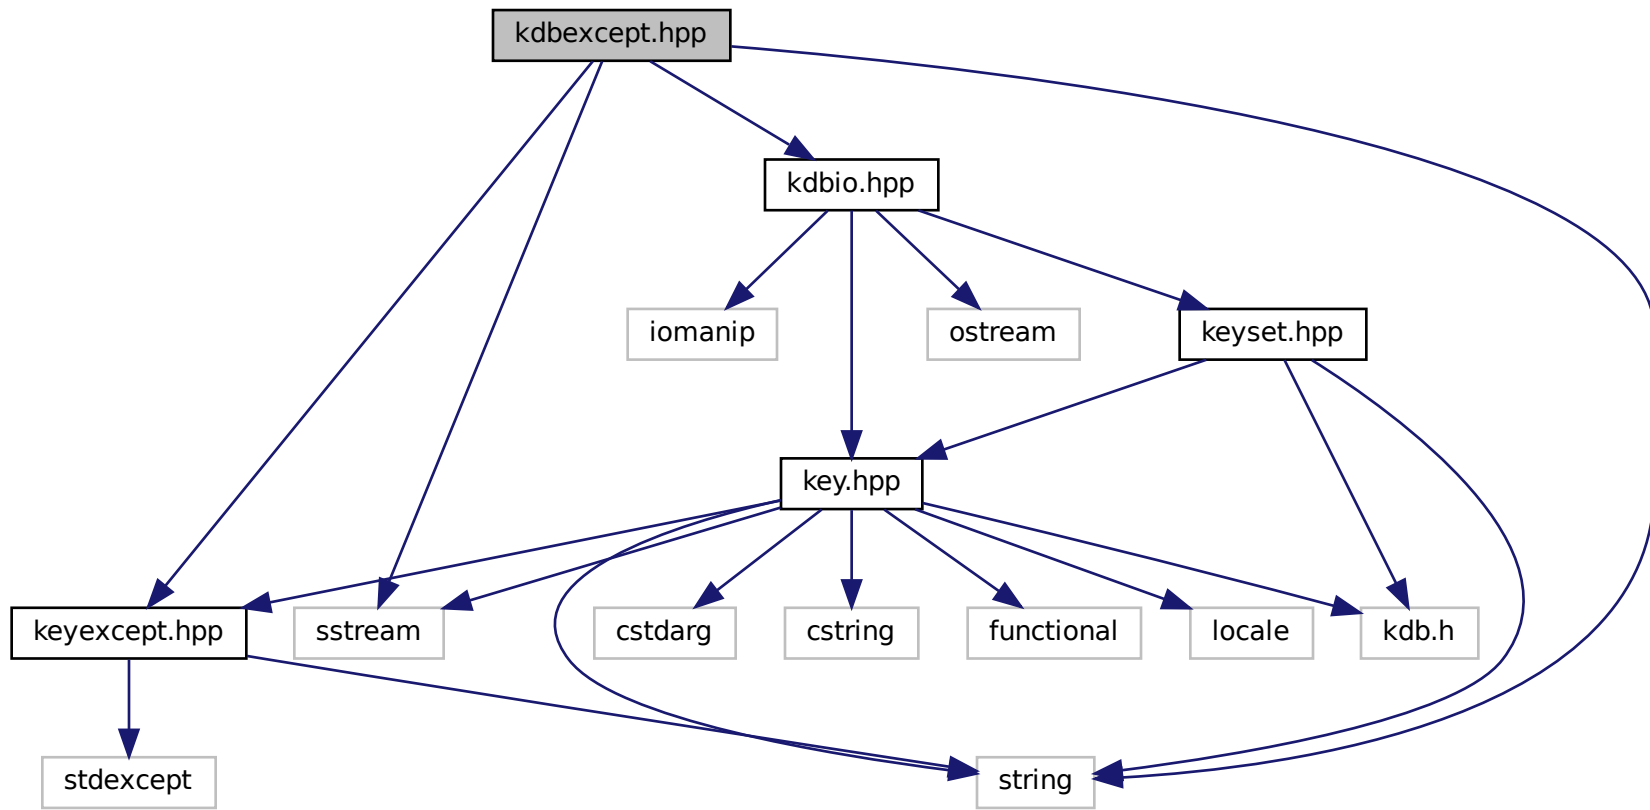 kdbexcept.hpp
kdbio.hpp
iomanip
ostream
keyset.hpp
key.hpp
keyexcept.hpp
sstream
cstdarg
cstring
functional
locale
kdb.h
stdexcept
string